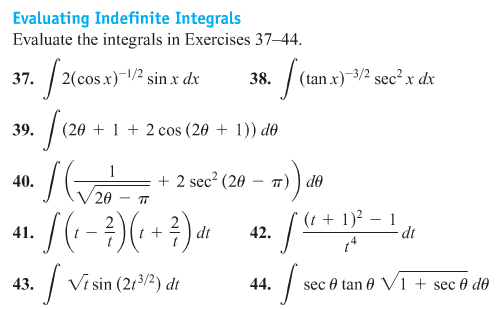 Evaluating Indefinite Integrals
Evaluate the integrals in Exercises 37–44.
37. ∫ 2(cos x)^{−1/2} sin x dx 38. ∫ (tan x)^{−3/2} sec² x dx
39. ∫ (2θ + 1 + 2 cos (2θ + 1)) dθ
40. ∫ (1/√(2θ − π) + 2 sec² (2θ − π)) dθ
41. ∫ (t − 2/t)(t + 2/t) dt 42. ∫ ((t + 1)² − 1)/t⁴ dt
43. ∫ √t sin (2t^{3/2}) dt 44. ∫ sec θ tan θ √(1 + sec θ) dθ